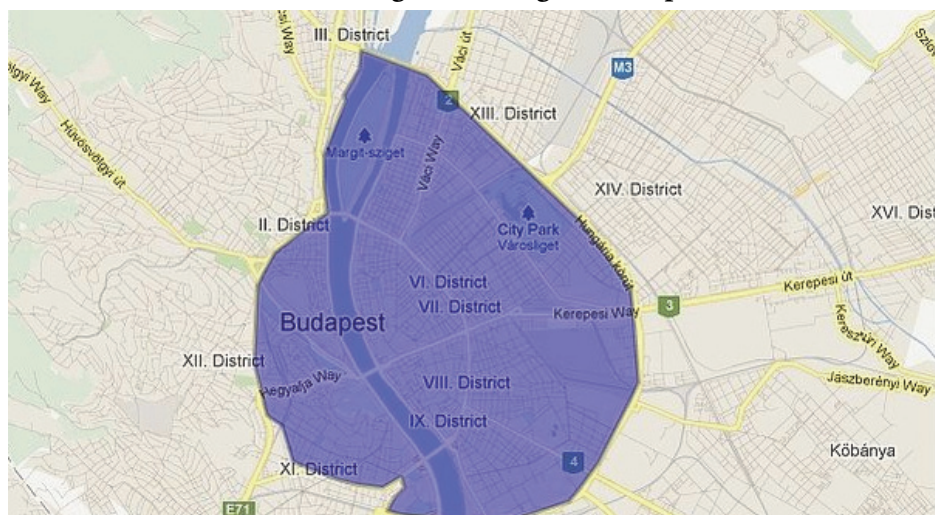 III. District
Váci út
M3
2
XIII. District
Margit-sziget
Váci Way
Hűvösvölgyi út
XIV. District
II. District
City Park
Városliget
XVI. Dist
Hungária körút
VI. District
VII. District
Kerepesi út
Kerepesi Way
3
Budapest
XII. District
Hegyalja Way
VIII. District
Jászberényi Way
IX. District
Kőbánya
XI. District
4
E71